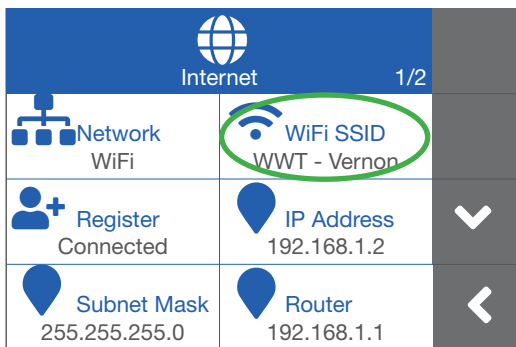 Internet 1/2
Network
WiFi
WiFi SSID
WWT - Vernon
Register
Connected
IP Address
192.168.1.2
Subnet Mask
255.255.255.0
Router
192.168.1.1